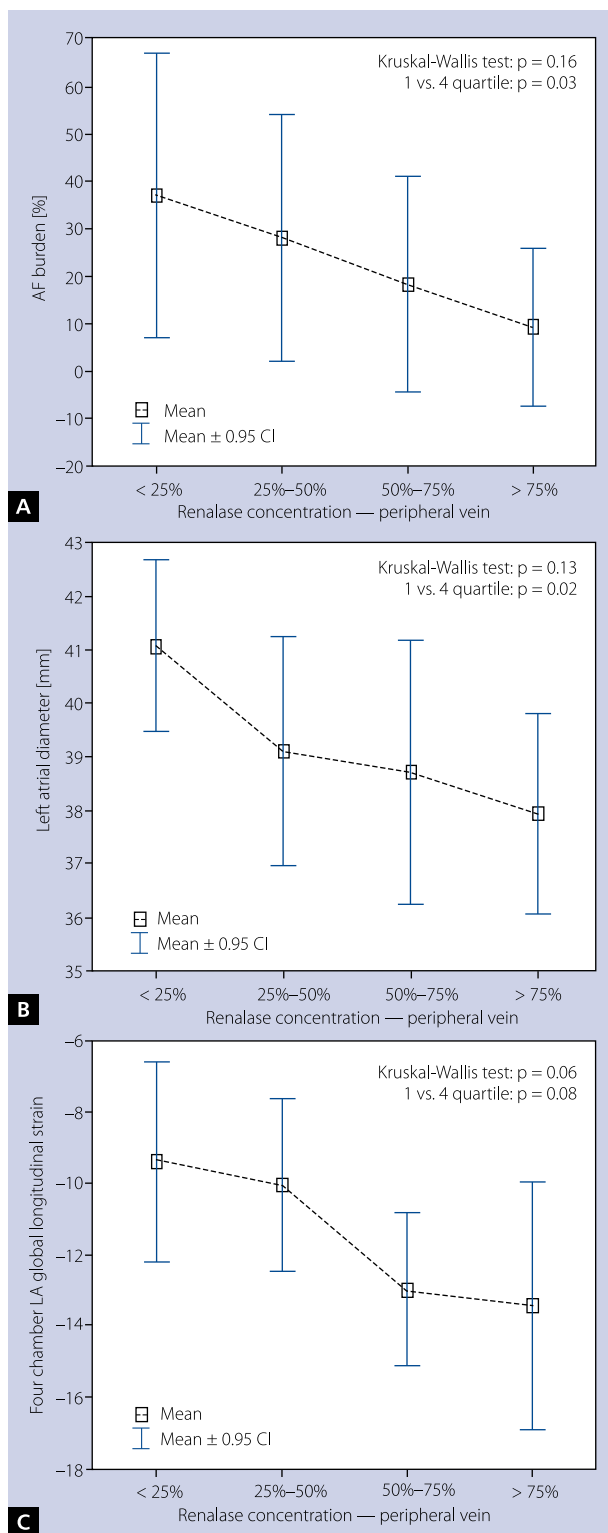 70
60
50
40
30
20
10
0
−10
−20
AF burden [%]
Kruskal-Wallis test: p = 0.16
1 vs. 4 quartile: p = 0.03
Mean
Mean ± 0.95 CI
< 25%
25%–50%
50%–75%
> 75%
Renalase concentration — peripheral vein
A
43
42
41
40
39
38
37
36
35
Left atrial diameter [mm]
Kruskal-Wallis test: p = 0.13
1 vs. 4 quartile: p = 0.02
Mean
Mean ± 0.95 CI
< 25%
25%–50%
50%–75%
> 75%
Renalase concentration — peripheral vein
B
−6
−8
−10
−12
−14
−16
−18
Four chamber LA global longitudinal strain
Kruskal-Wallis test: p = 0.06
1 vs. 4 quartile: p = 0.08
Mean
Mean ± 0.95 CI
< 25%
25%–50%
50%–75%
> 75%
Renalase concentration — peripheral vein
C